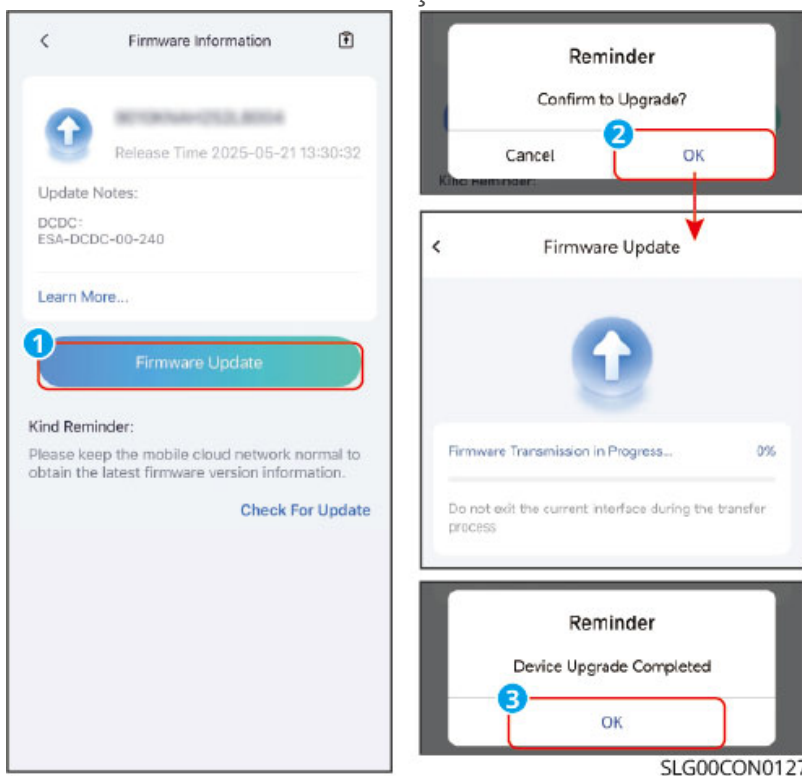 Firmware Information
Release Time 2025-05-21 13:30:32
Update Notes:
DCDC:
ESA-DCDC-00-240
Learn More...
1
Firmware Update
Kind Reminder:
Please keep the mobile cloud network normal to
obtain the latest firmware version information.
Check For Update
Reminder
Confirm to Upgrade?
2
Cancel
OK
Kind Reminder:
Firmware Update
Firmware Transmission in Progress...
0%
Do not exit the current interface during the transfer
process
Reminder
Device Upgrade Completed
3
OK
SLG00CON0127